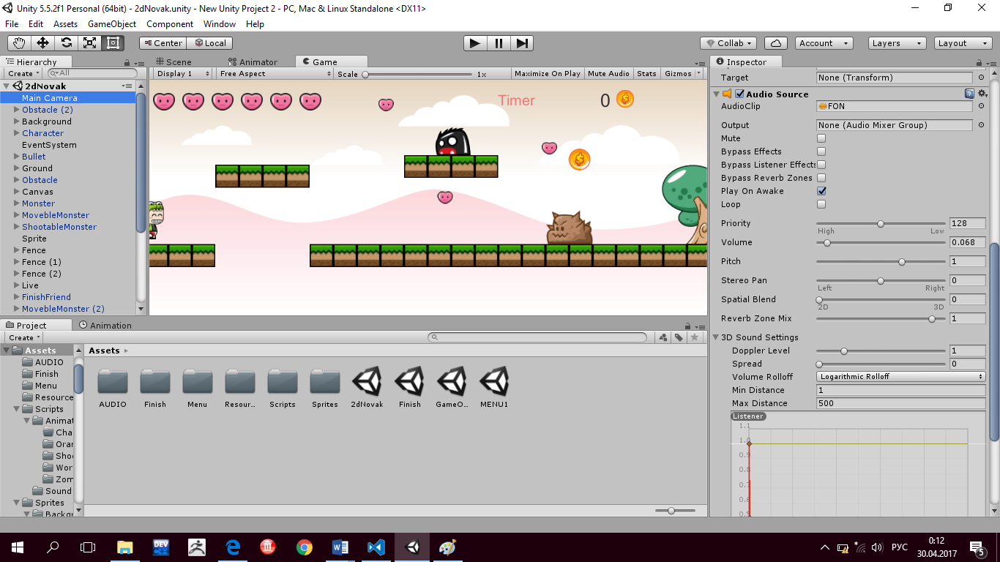 Unity 5.5.2f1 Personal (64bit) - 2dNovak.unity - New Unity Project 2 - PC, Mac & Linux Standalone <DX11>
File Edit Assets GameObject Component Window Help
Center Local Collab Account Layers Layout
Hierarchy
Create All
2dNovak
Main Camera
Obstacle (2)
Background
Character
EventSystem
Bullet
Ground
Obstacle
Canvas
Monster
MovebleMonster
ShootableMonster
Sprite
Fence
Fence (1)
Fence (2)
Live
FinishFriend
MovebleMonster (2)
Scene Animator Game
Display 1 Free Aspect Scale 1x Maximize On Play Mute Audio Stats Gizmos
Timer 0
Project Animation
Create
Assets
AUDIO
Finish
Menu
Resource
Scripts
Animat
Cha
Oran
Shoo
Wor
Zom
Sound
Sprites
Backgr
Assets
AUDIO Finish Menu Resour... Scripts Sprites 2dNovak Finish GameO... MENU1
Inspector
Target None (Transform)
Audio Source
AudioClip FON
Output None (Audio Mixer Group)
Mute
Bypass Effects
Bypass Listener Effects
Bypass Reverb Zones
Play On Awake
Loop
Priority 128
High Low
Volume 0.068
Pitch 1
Stereo Pan 0
Left Right
Spatial Blend 0
2D 3D
Reverb Zone Mix 1
3D Sound Settings
Doppler Level 1
Spread 0
Volume Rolloff Logarithmic Rolloff
Min Distance 1
Max Distance 500
Listener
1.1
1.0
0.9
0.8
0.7
0.6
0.5
DEV C++
РУС
0:12
30.04.2017
5